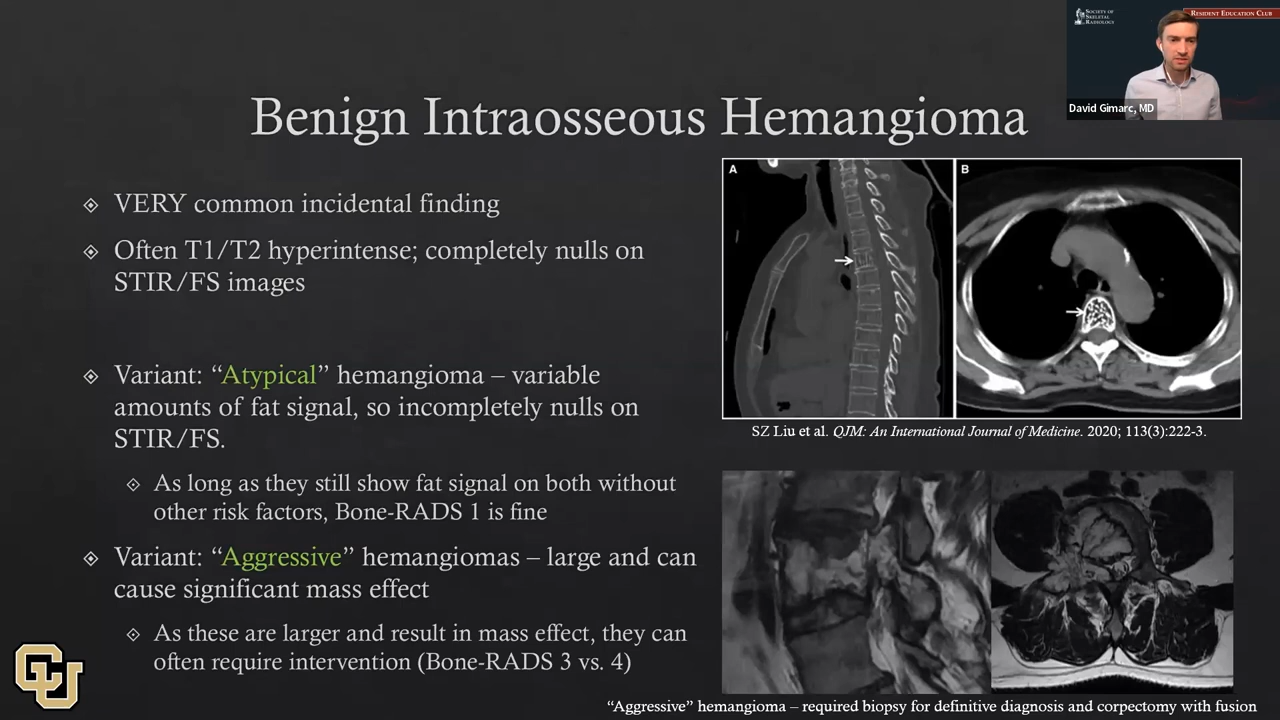 SOCIETY OF
SKELETAL
RADIOLOGY
RESIDENT EDUCATION CLUB
David Gimarc, MD
Benign Intraosseous Hemangioma
VERY common incidental finding
Often T1/T2 hyperintense; completely nulls on
STIR/FS images
Variant: “Atypical” hemangioma – variable
amounts of fat signal, so incompletely nulls on
STIR/FS.
As long as they still show fat signal on both without
other risk factors, Bone-RADS 1 is fine
Variant: “Aggressive” hemangiomas – large and can
cause significant mass effect
As these are larger and result in mass effect, they can
often require intervention (Bone-RADS 3 vs. 4)
A
B
SZ Liu et al. QJM: An International Journal of Medicine. 2020; 113(3):222-3.
“Aggressive” hemangioma – required biopsy for definitive diagnosis and corpectomy with fusion
CU